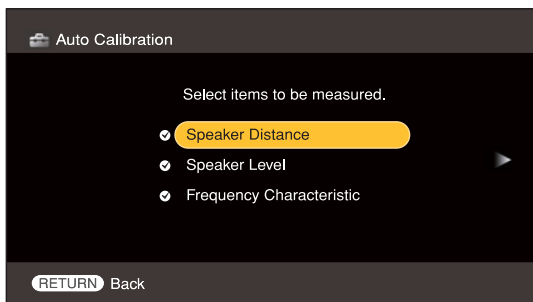 Auto Calibration
Select items to be measured.
Speaker Distance
Speaker Level
Frequency Characteristic
RETURN Back